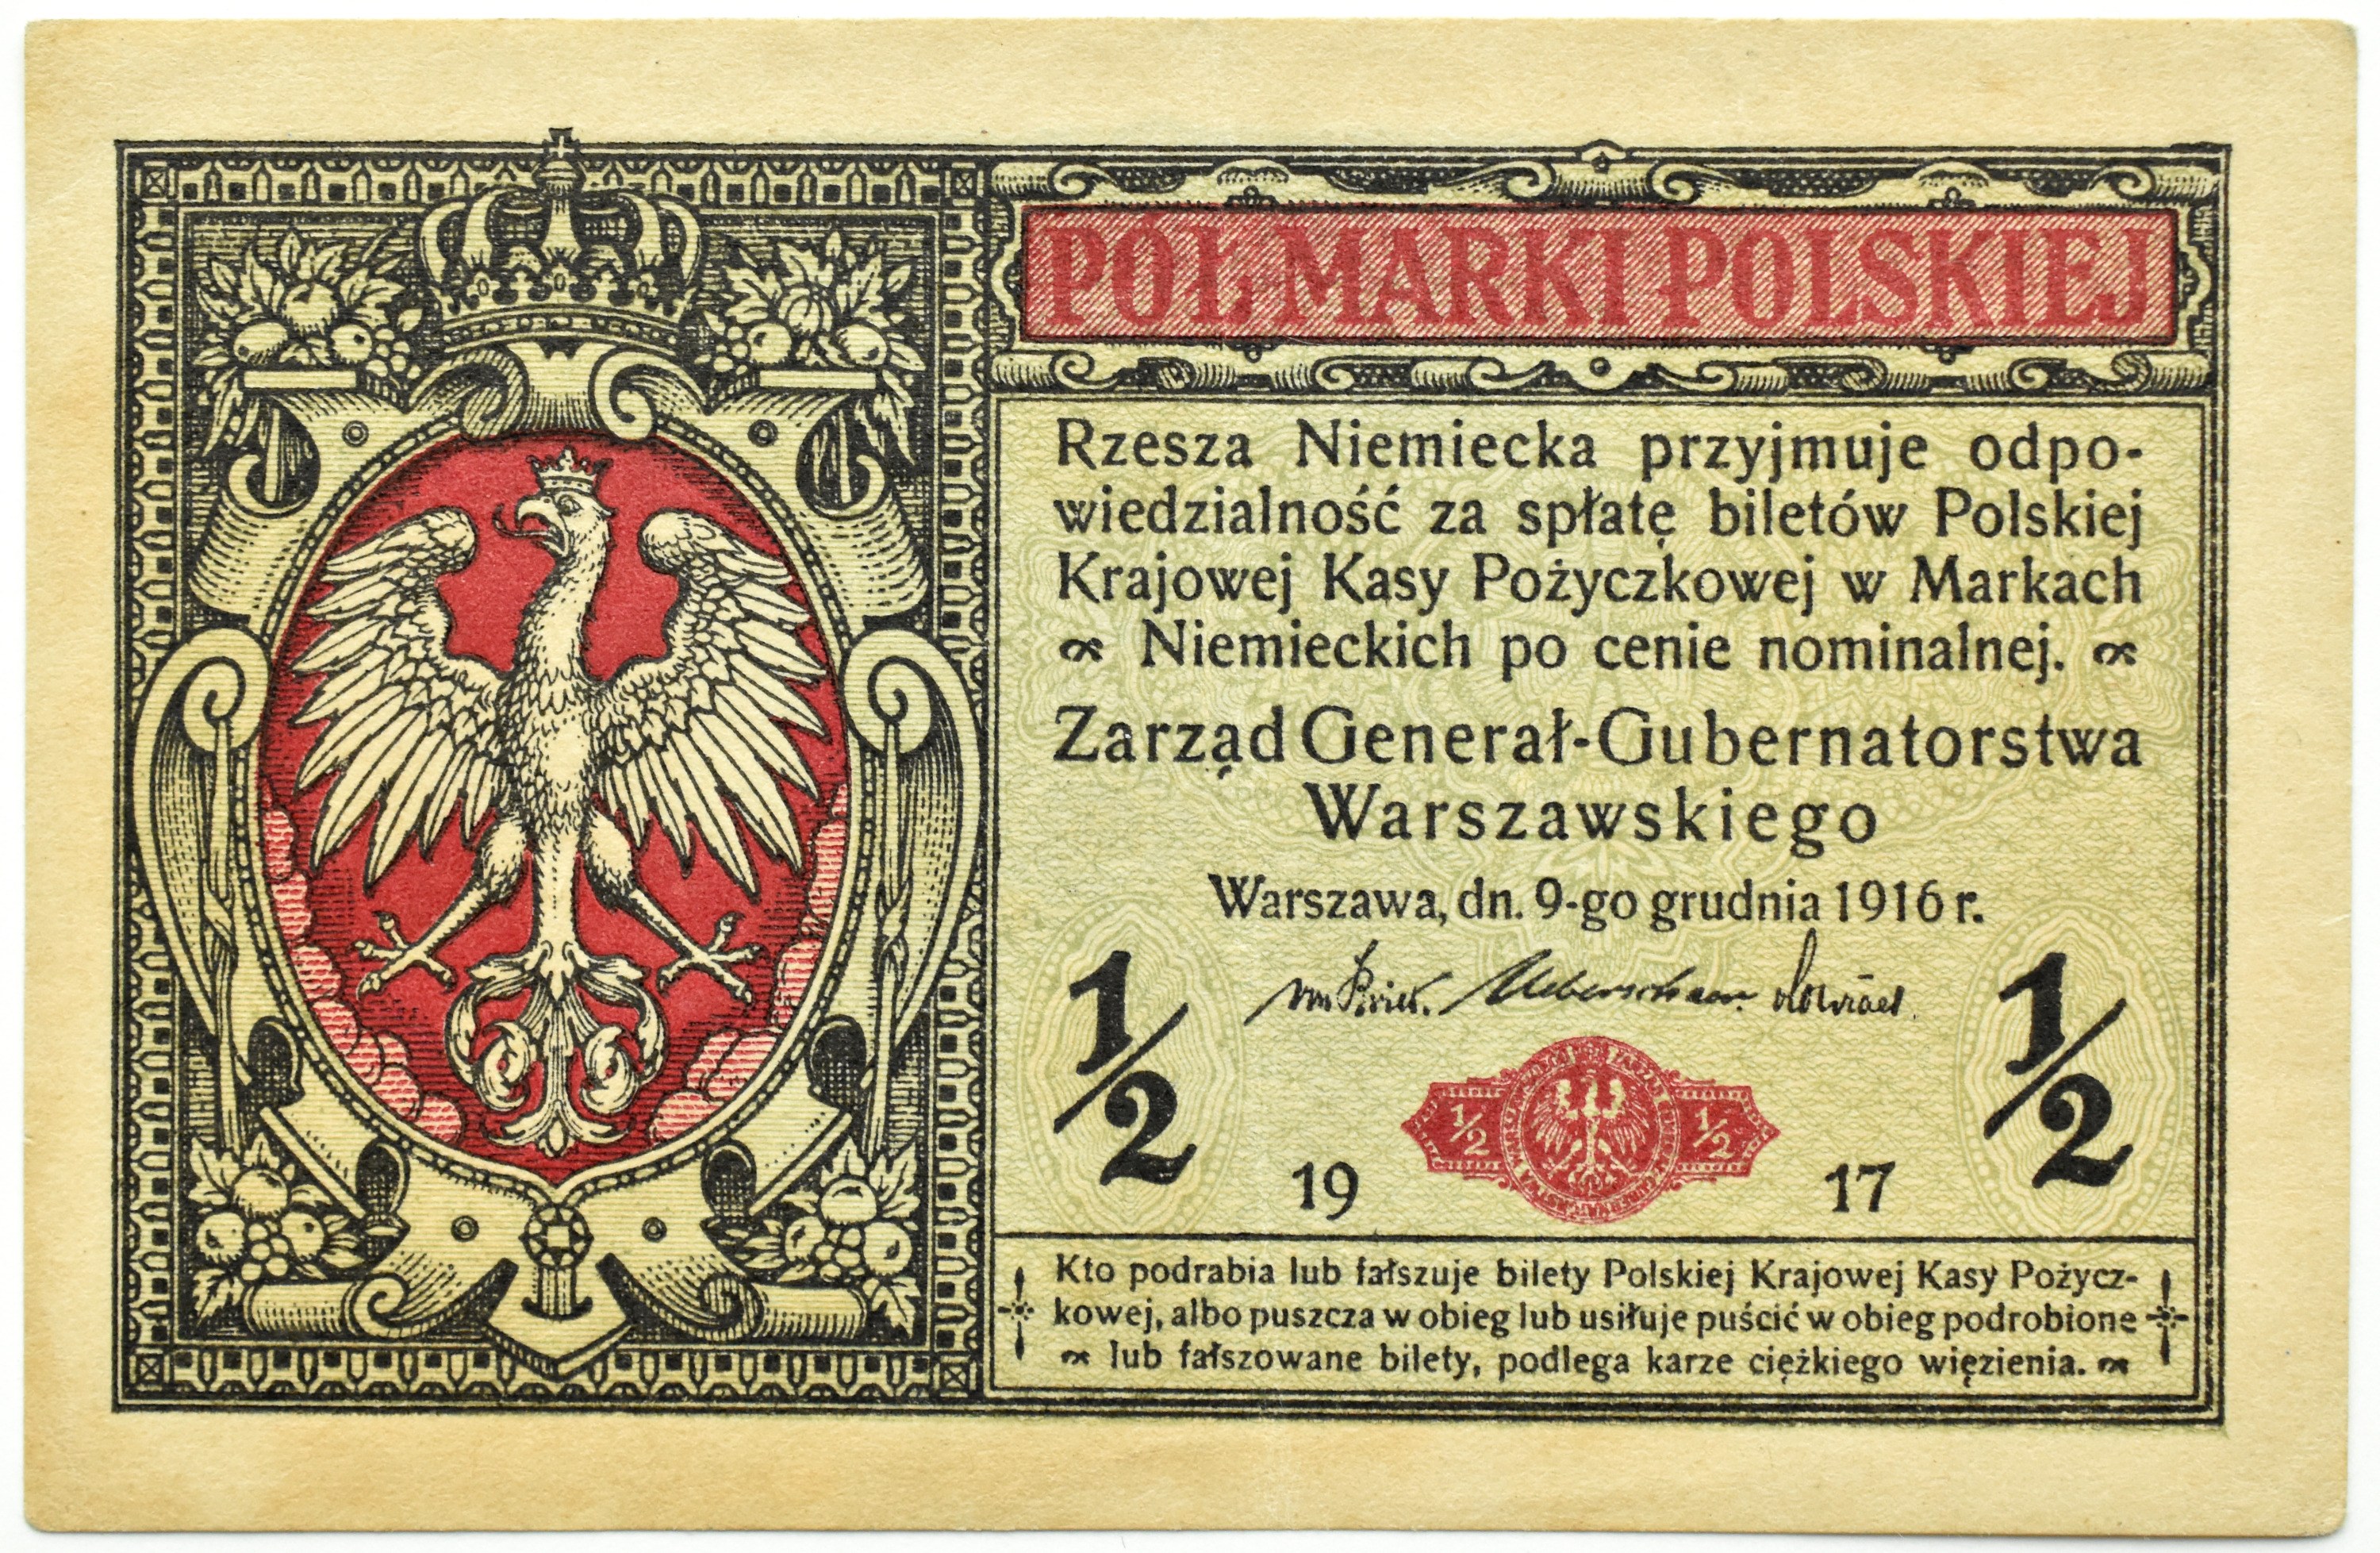 PÓŁ MARKI POLSKIEJ
Rzesza Niemiecka przyjmuje odpo-
wiedzialność za spłatę biletów Polskiej
Krajowej Kasy Pożyczkowej w Markach
Niemieckich po cenie nominalnej.
Zarząd Generał-Gubernatorstwa
Warszawskiego
Warszawa, dn. 9-go grudnia 1916 r.
1/2 1/2
1/2 1/2
19 17
Kto podrabia lub fałszuje bilety Polskiej Krajowej Kasy Pożycz-
kowej, albo puszcza w obieg lub usiłuje puścić w obieg podrobione
lub fałszowane bilety, podlega karze ciężkiego więzienia.